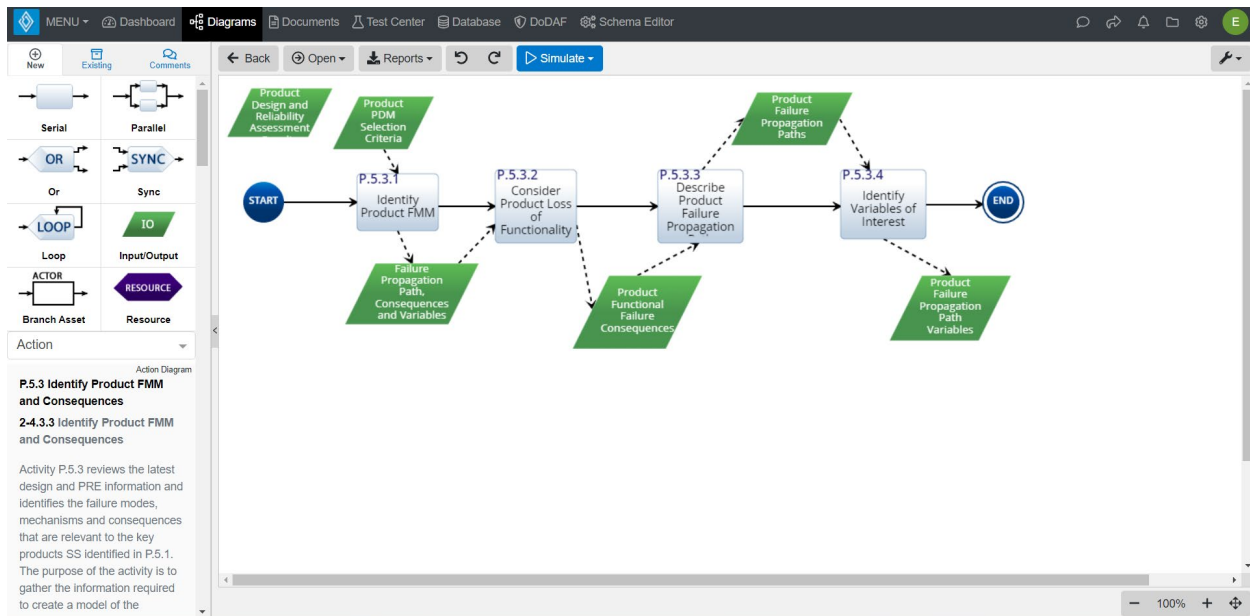 MENU Dashboard Diagrams Documents Test Center Database DoDAF Schema Editor E
New Existing Comments
Back Open Reports Simulate
Serial Parallel
OR SYNC
Or Sync
LOOP IO
Loop Input/Output
ACTOR RESOURCE
Branch Asset Resource
Action
Action Diagram
P.5.3 Identify Product FMM
and Consequences
2-4.3.3 Identify Product FMM
and Consequences
Activity P.5.3 reviews the latest
design and PRE information and
identifies the failure modes,
mechanisms and consequences
that are relevant to the key
products SS identified in P.5.1.
The purpose of the activity is to
gather the information required
to create a model of the
Product
Design and
Reliability
Assessment
Product
PDM
Selection
Criteria
Product
Failure
Propagation
Paths
START
P.5.3.1
Identify
Product FMM
P.5.3.2
Consider
Product Loss
of
Functionality
P.5.3.3
Describe
Product
Failure
Propagation
P.5.3.4
Identify
Variables of
Interest
END
Failure
Propagation
Path,
Consequences
and Variables
Product
Functional
Failure
Consequences
Product
Failure
Propagation
Path
Variables
100%